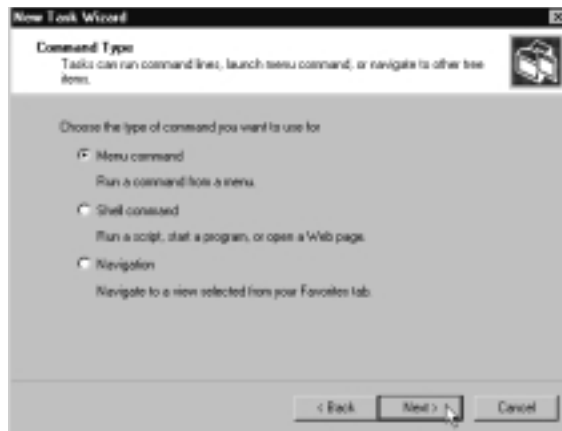 New Task Wizard
Command Type
Tasks can run command lines, launch menu command, or navigate to other tree
items.
Choose the type of command you want to use for
Menu command
Run a command from a menu.
Shell command
Run a script, start a program, or open a Web page.
Navigation
Navigate to a view selected from your Favorites tab
< Back
Next >
Cancel